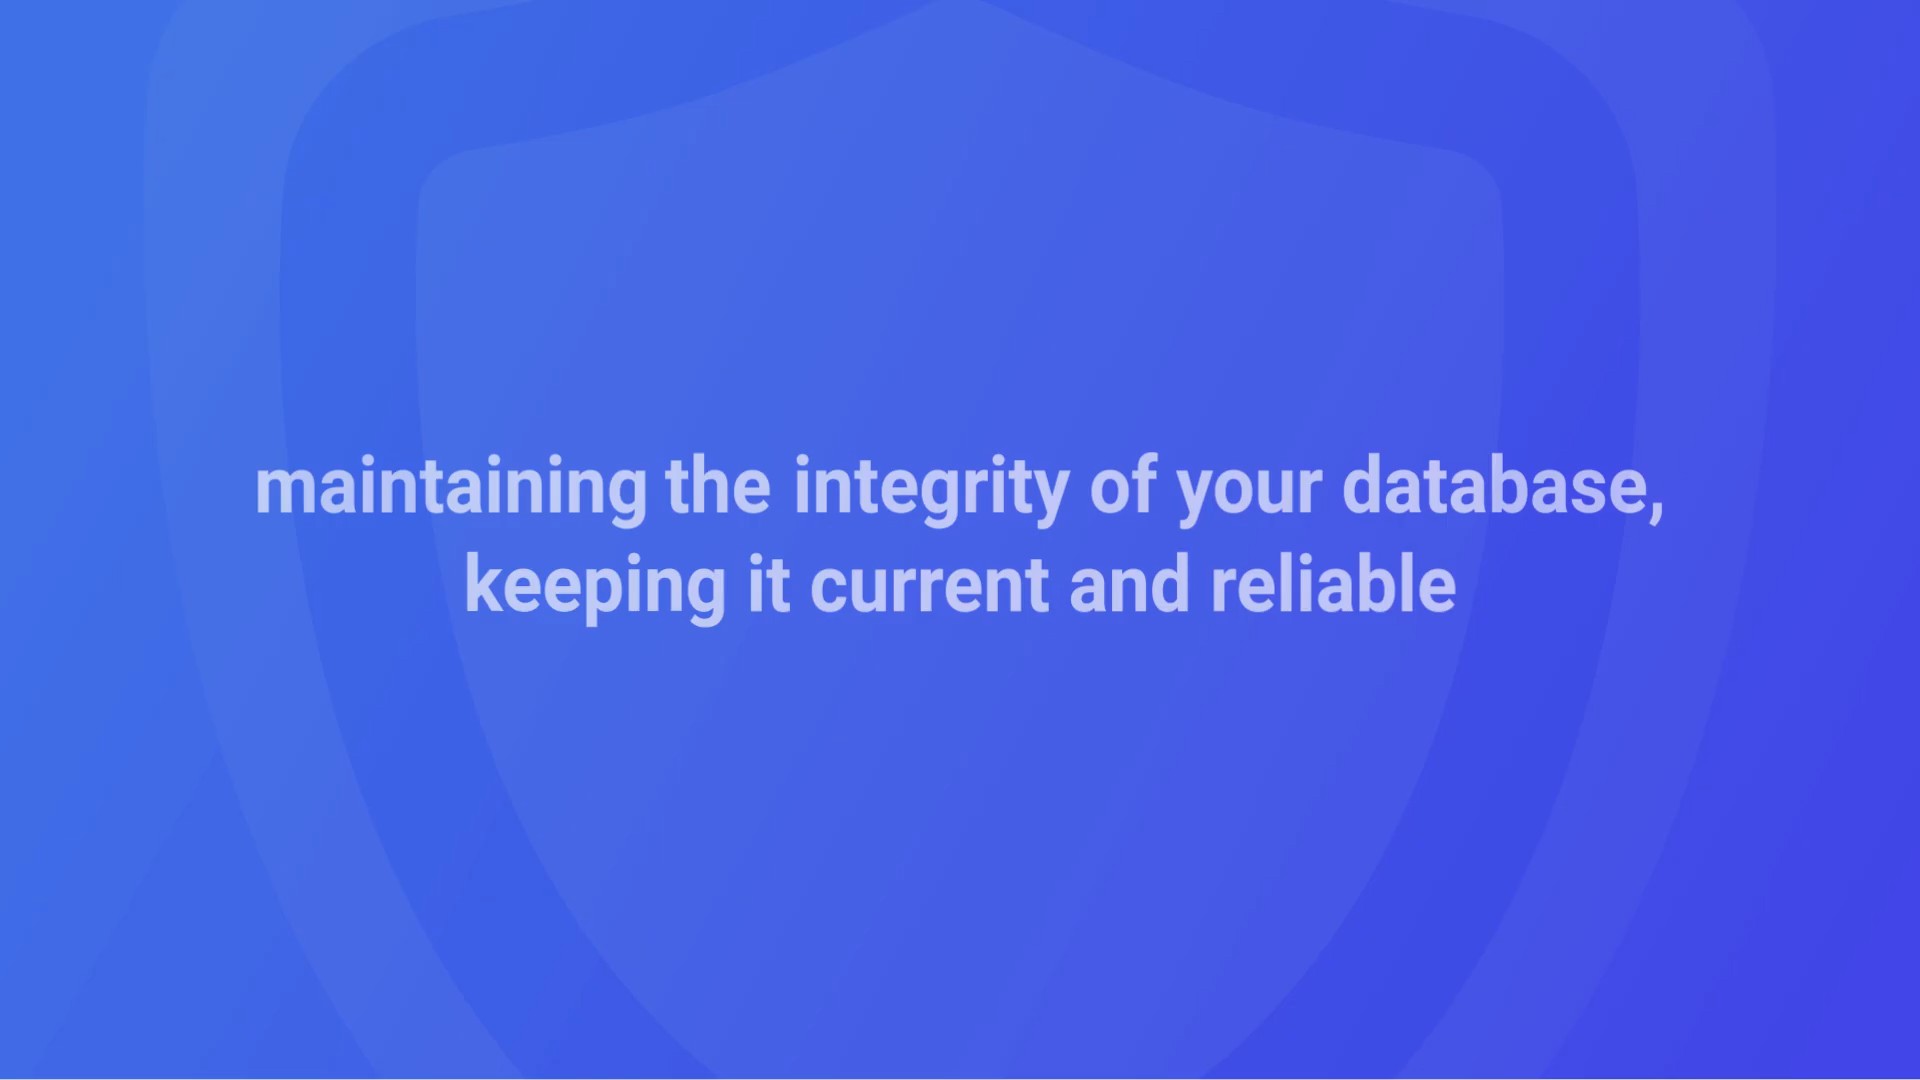 maintaining the integrity of your database,
keeping it current and reliable